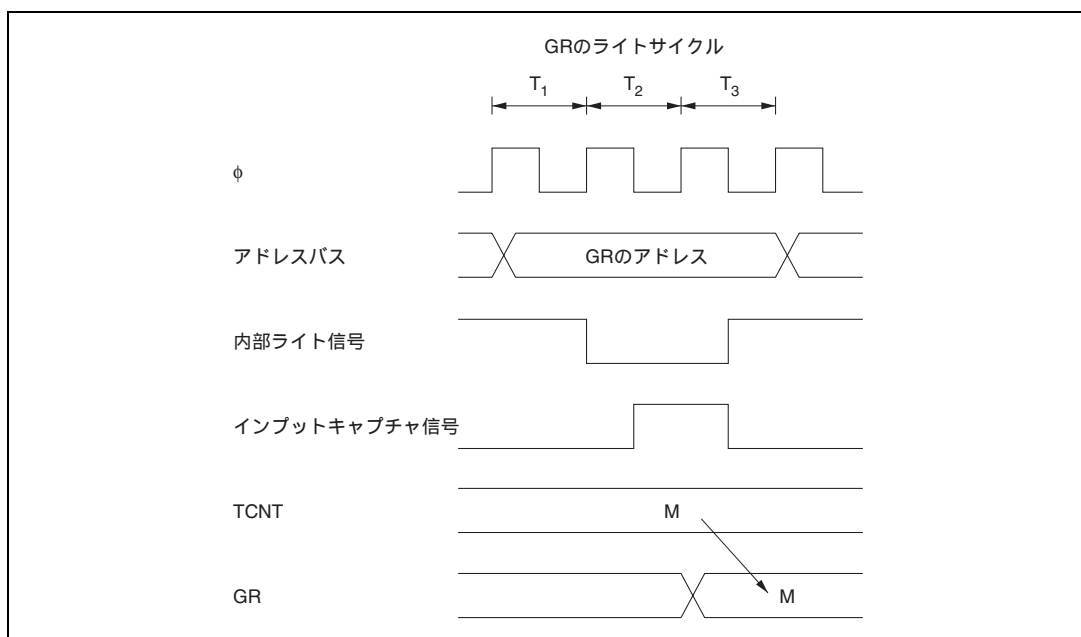 GRのライトサイクル
T1 T2 T3
φ
アドレスバス GRのアドレス
内部ライト信号
インプットキャプチャ信号
TCNT M
GR M